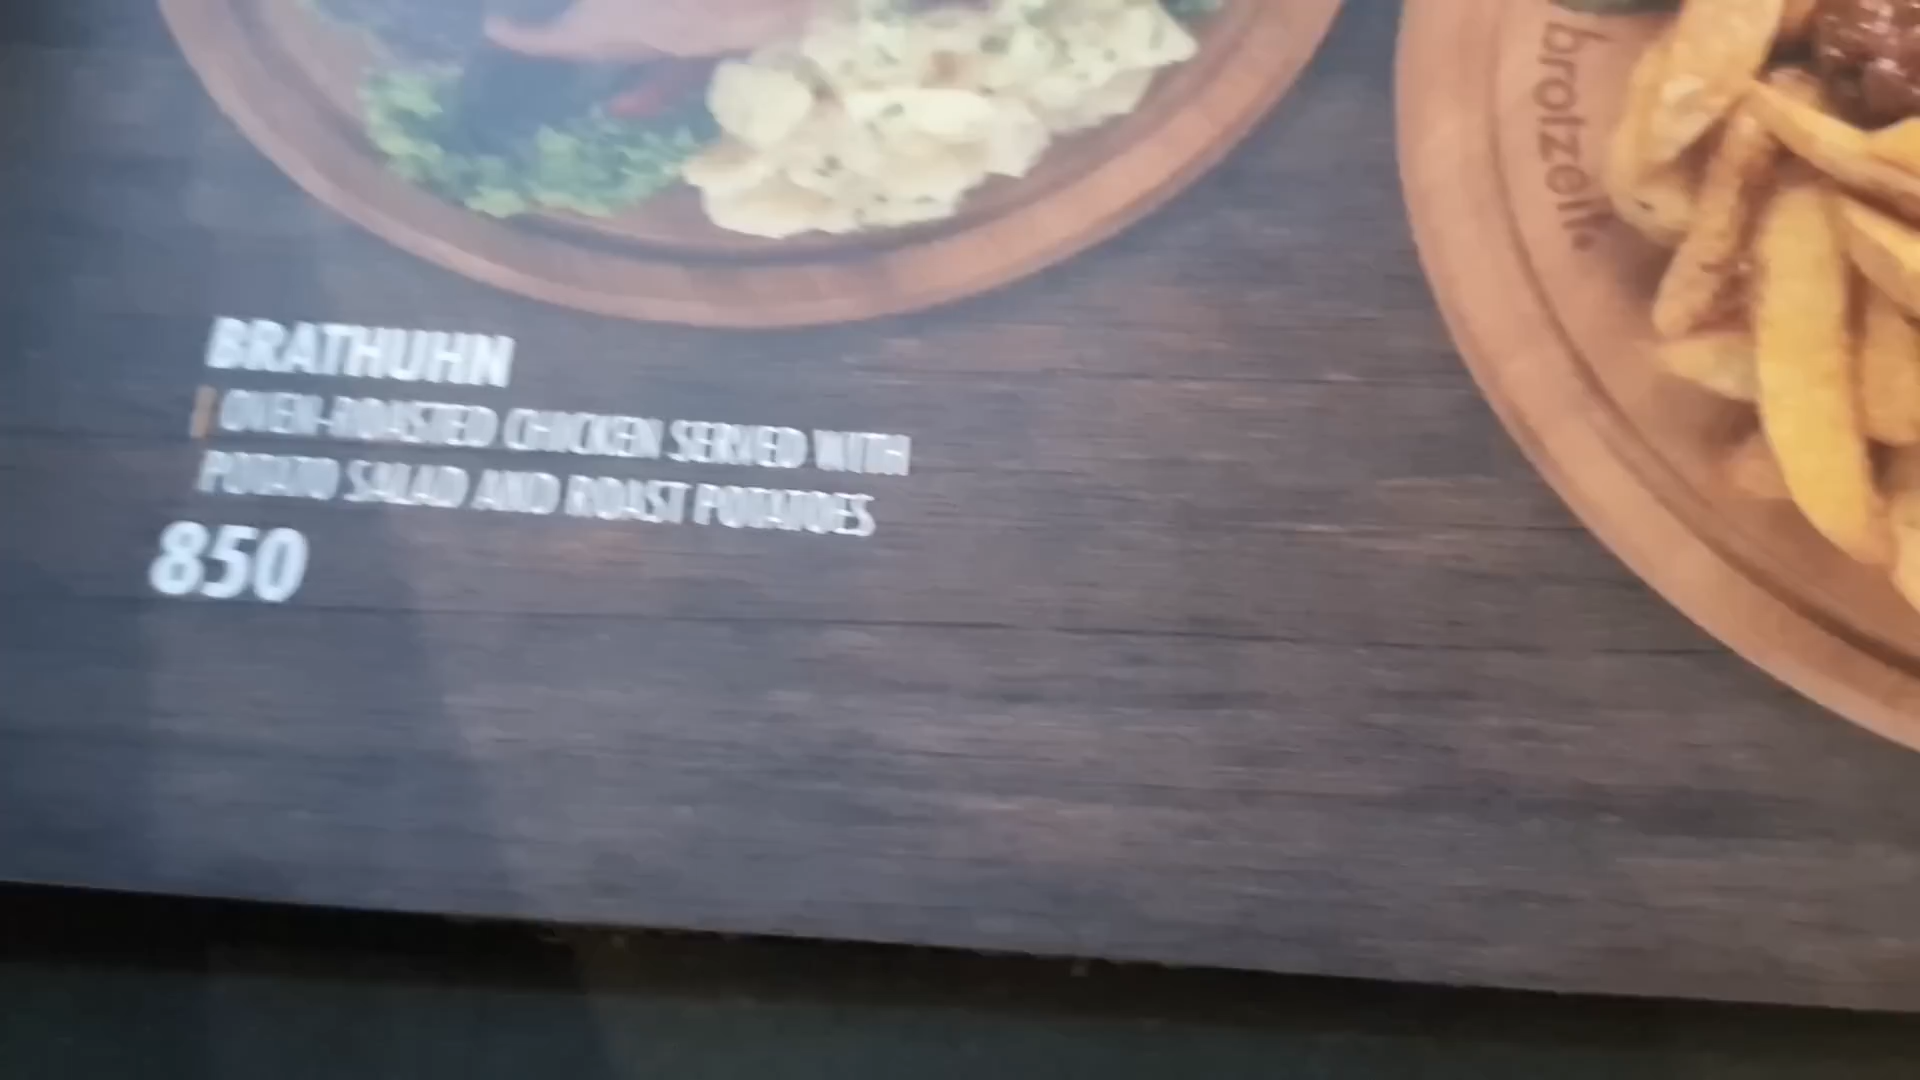 BRATHUHN
OVEN-ROASTED CHICKEN SERVED WITH
POTATO SALAD AND ROAST POTATOES
850
brotzeit